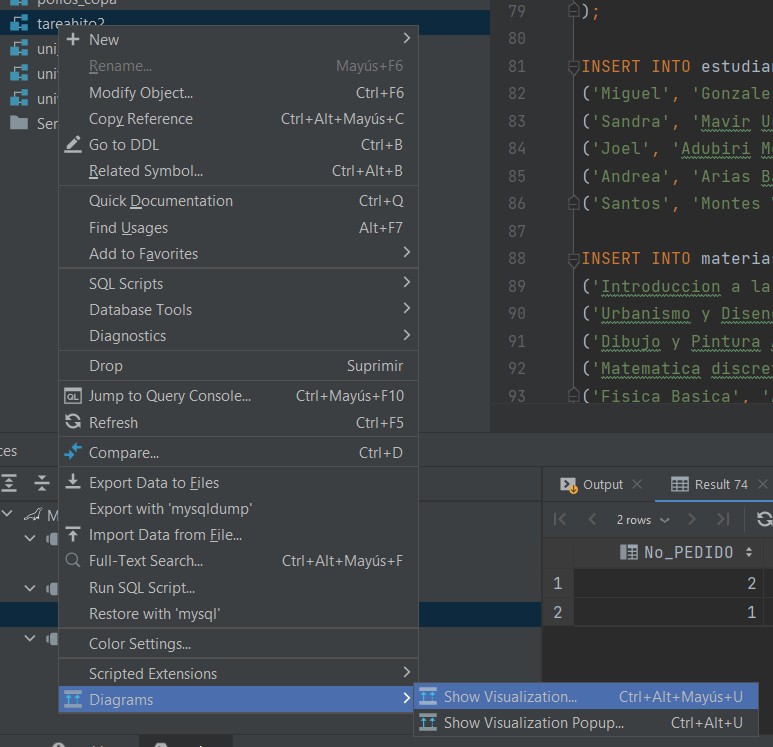 pollos_copa
tareahito2
uni
univ
univ
Ser
New
Rename... Mayús+F6
Modify Object... Ctrl+F6
Copy Reference Ctrl+Alt+Mayús+C
Go to DDL Ctrl+B
Related Symbol... Ctrl+Alt+B
Quick Documentation Ctrl+Q
Find Usages Alt+F7
Add to Favorites
SQL Scripts
Database Tools
Diagnostics
Drop Suprimir
QL Jump to Query Console... Ctrl+Mayús+F10
Refresh Ctrl+F5
Compare... Ctrl+D
Export Data to Files
Export with 'mysqldump'
Import Data from File...
Full-Text Search... Ctrl+Alt+Mayús+F
Run SQL Script...
Restore with 'mysql'
Color Settings...
Scripted Extensions
Diagrams
Show Visualization... Ctrl+Alt+Mayús+U
Show Visualization Popup... Ctrl+Alt+U
79 );
80
81 INSERT INTO estudian
82 ('Miguel', 'Gonzale
83 ('Sandra', 'Mavir U
84 ('Joel', 'Adubiri M
85 ('Andrea', 'Arias B
86 ('Santos', 'Montes
87
88 INSERT INTO materias
89 ('Introduccion a la
90 ('Urbanismo y Disen
91 ('Dibujo y Pintura
92 ('Matematica discre
93 ('Fisica Basica', '
ces
M
Output
Result 74
2 rows
No_PEDIDO
1 2
2 1